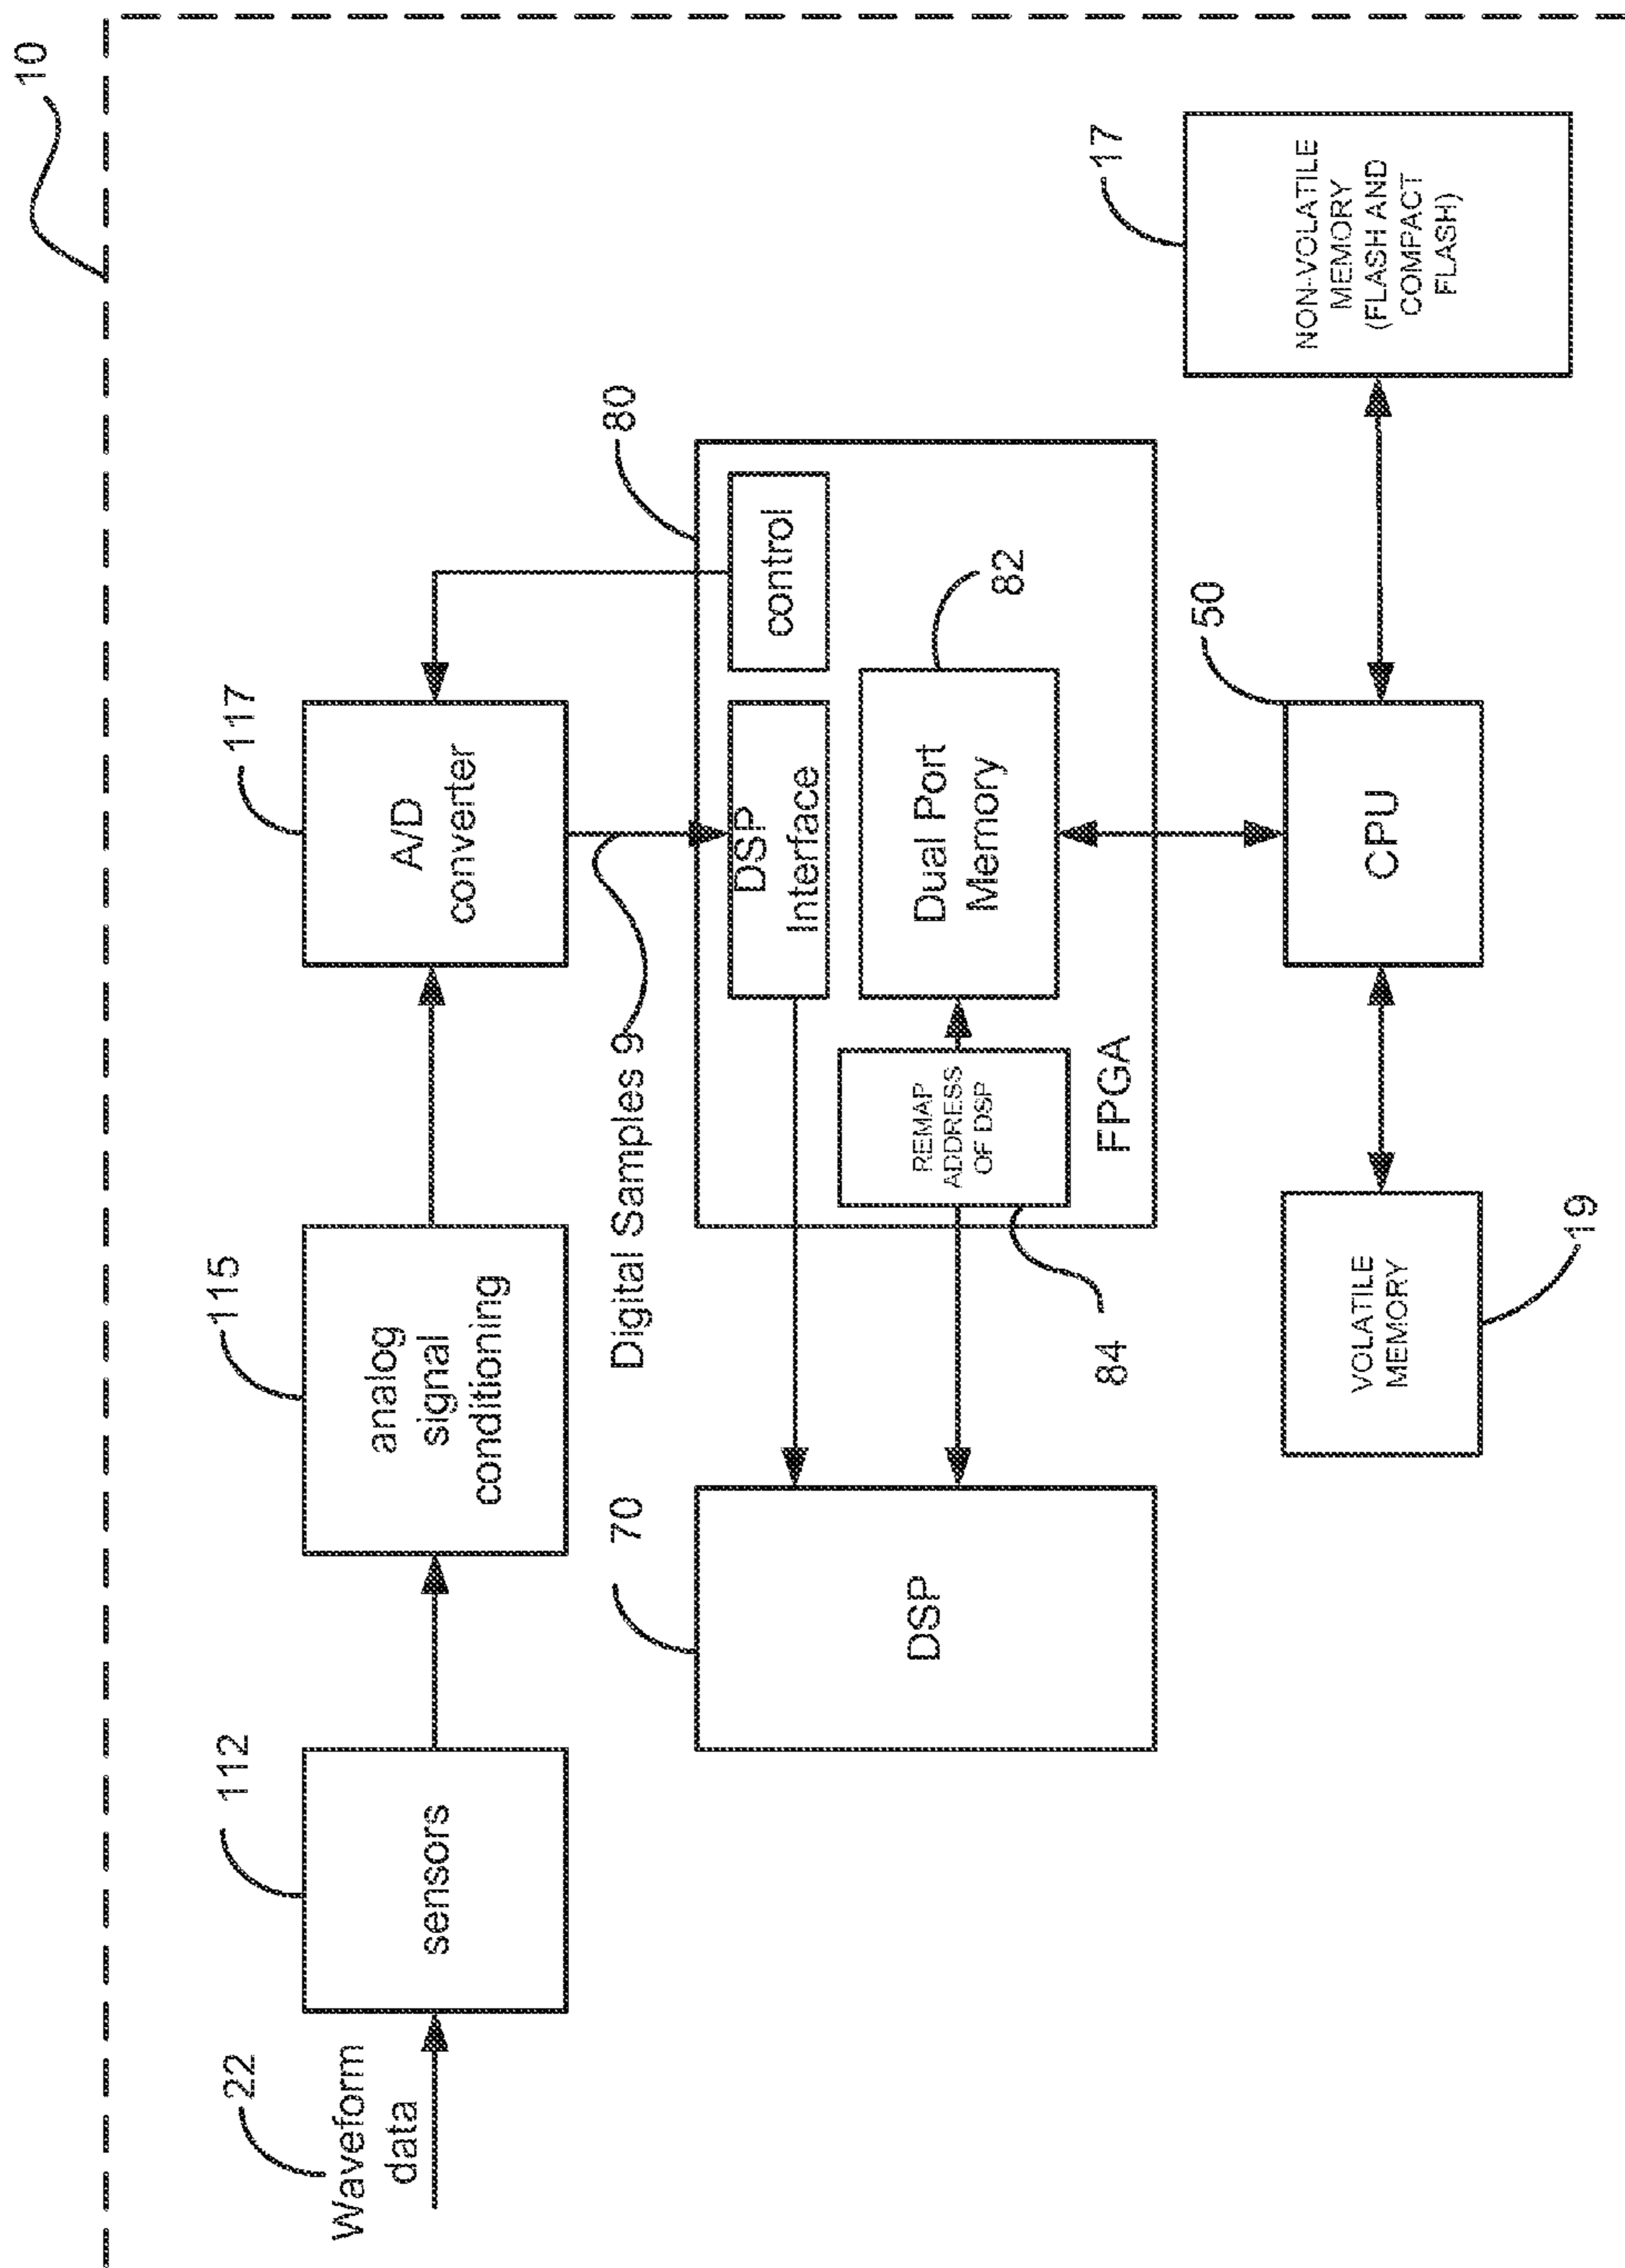 10
22
Waveform
data
112
sensors
115
analog
signal
conditioning
117
A/D
converter
Digital Samples 9
80
DSP
Interface
control
70
DSP
REMAP
ADDRESS
OF DSP
84
Dual Port
Memory
82
FPGA
50
CPU
VOLATILE
MEMORY
19
17
NON-VOLATILE
MEMORY
(FLASH AND
COMPACT
FLASH)